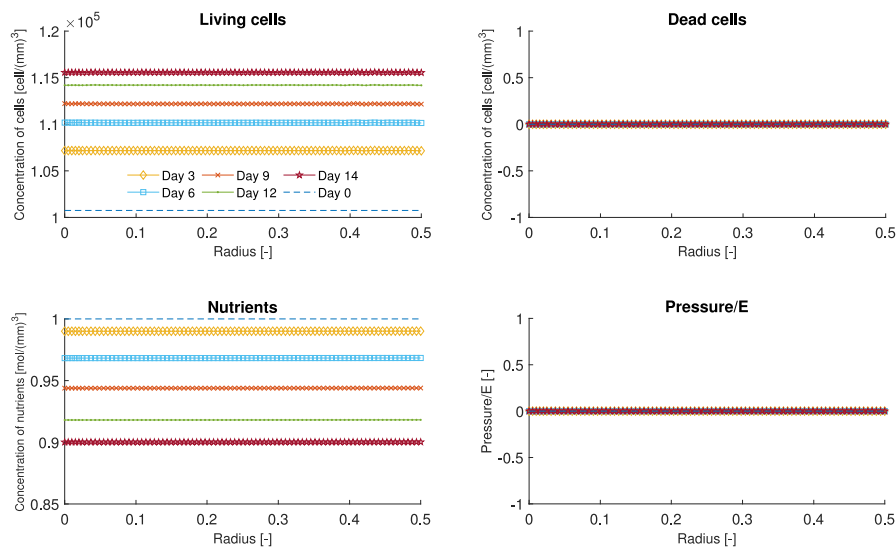 Living cells
×10^5
1.2
1.15
1.1
1.05
1
Concentration of cells [cell/(mm)^3]
Day 3
Day 9
Day 14
Day 6
Day 12
Day 0
0
0.1
0.2
0.3
0.4
0.5
Radius [-]
Dead cells
1
0.5
0
-0.5
-1
Concentration of cells [cell/(mm)^3]
0
0.1
0.2
0.3
0.4
0.5
Radius [-]
Nutrients
1
0.95
0.9
0.85
Concentration of nutrients [mol/(mm)^3]
0
0.1
0.2
0.3
0.4
0.5
Radius [-]
Pressure/E
1
0.5
0
-0.5
-1
Pressure/E [-]
0
0.1
0.2
0.3
0.4
0.5
Radius [-]